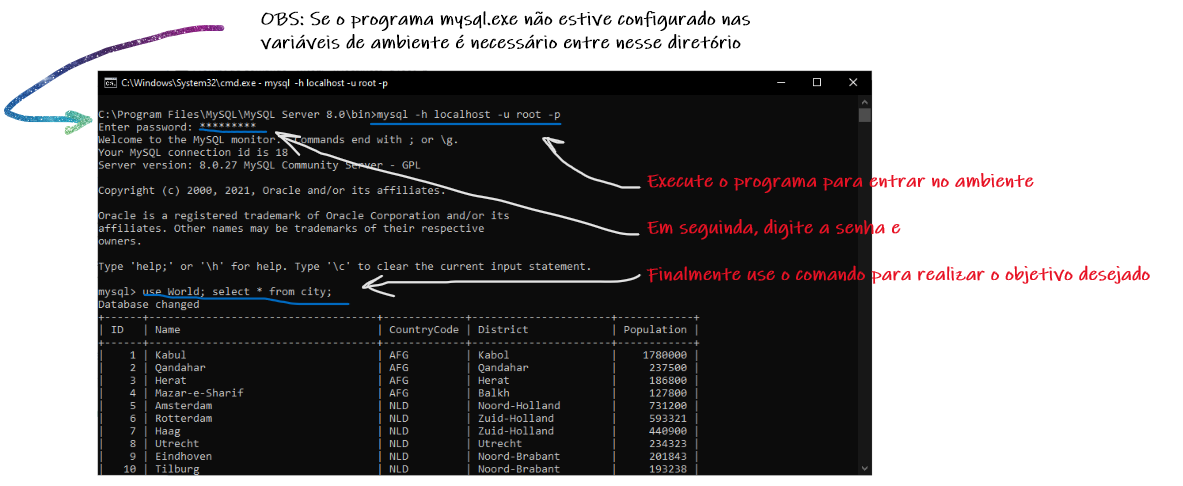 OBS: Se o programa mysql.exe não estive configurado nas
variáveis de ambiente é necessário entre nesse diretório
C:\Windows\System32\cmd.exe - mysql -h localhost -u root -p
C:\Program Files\MySQL\MySQL Server 8.0\bin>mysql -h localhost -u root -p
Enter password: *********
Welcome to the MySQL monitor. Commands end with ; or \g.
Your MySQL connection id is 18
Server version: 8.0.27 MySQL Community Server - GPL
Copyright (c) 2000, 2021, Oracle and/or its affiliates.
Execute o programa para entrar no ambiente
Oracle is a registered trademark of Oracle Corporation and/or its
affiliates. Other names may be trademarks of their respective
owners.
Em seguinda, digite a senha e
Type 'help;' or '\h' for help. Type '\c' to clear the current input statement.
Finalmente use o comando para realizar o objetivo desejado
mysql> use World; select * from city;
Database changed
| ID | Name | CountryCode | District | Population |
| 1 | Kabul | AFG | Kabol | 1780000 |
| 2 | Qandahar | AFG | Qandahar | 237500 |
| 3 | Herat | AFG | Herat | 186800 |
| 4 | Mazar-e-Sharif | AFG | Balkh | 127800 |
| 5 | Amsterdam | NLD | Noord-Holland | 731200 |
| 6 | Rotterdam | NLD | Zuid-Holland | 593321 |
| 7 | Haag | NLD | Zuid-Holland | 440900 |
| 8 | Utrecht | NLD | Utrecht | 234323 |
| 9 | Eindhoven | NLD | Noord-Brabant | 201843 |
| 10 | Tilburg | NLD | Noord-Brabant | 193238 |